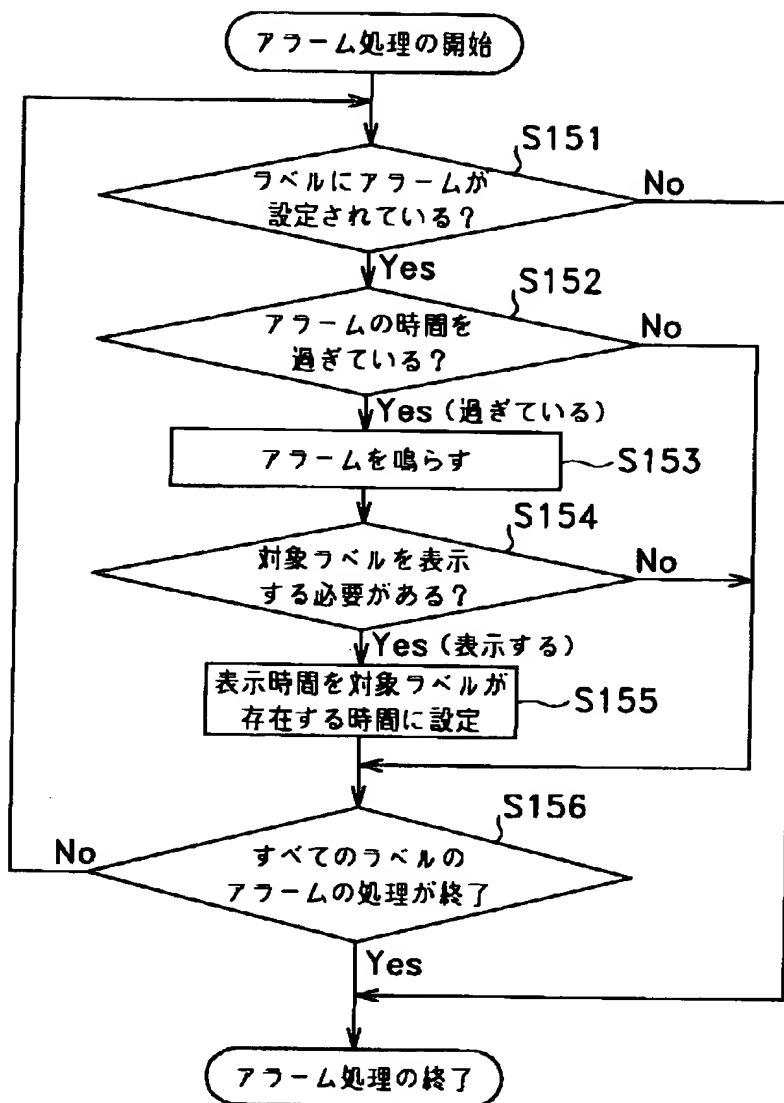 アラーム処理の開始
S151
ラベルにアラームが
設定されている?
No
Yes
S152
アラームの時間を
過ぎている?
No
Yes(過ぎている)
アラームを鳴らす
S153
S154
対象ラベルを表示
する必要がある?
No
Yes(表示する)
表示時間を対象ラベルが
存在する時間に設定
S155
S156
すべてのラベルの
アラームの処理が終了
No
Yes
アラーム処理の終了